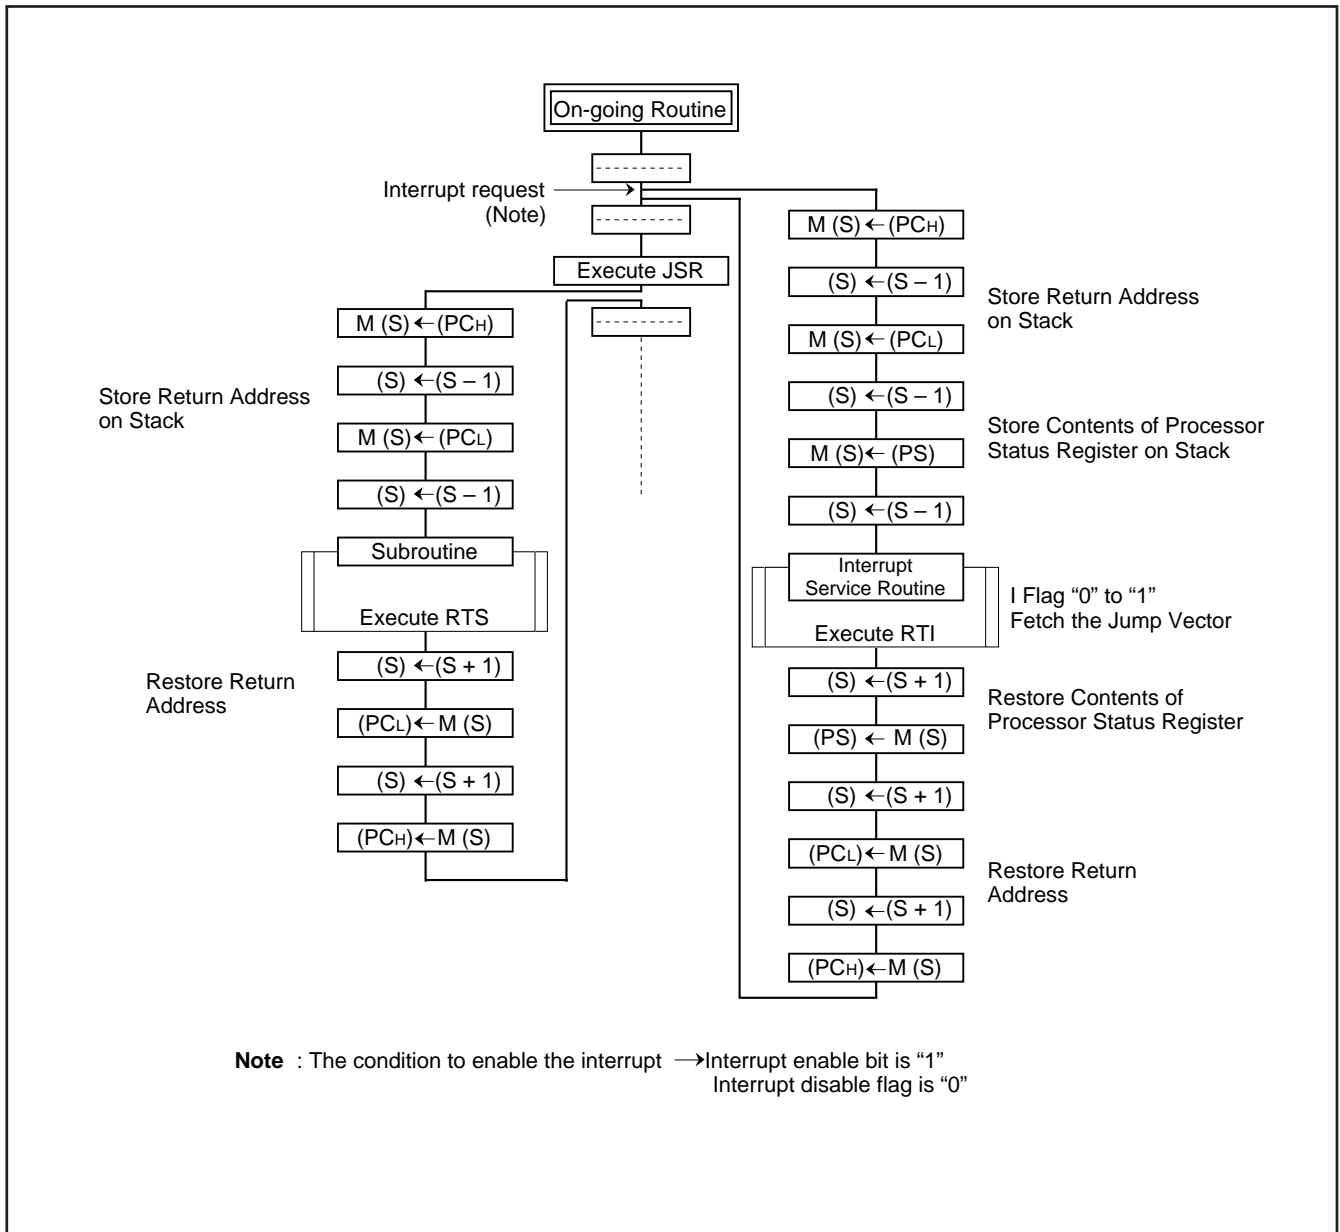 On-going Routine
Interrupt request
(Note)
Execute JSR
M (S) ← (PCH)
(S) ← (S – 1)
M (S) ← (PCL)
(S) ← (S – 1)
Store Return Address
on Stack
Subroutine
Execute RTS
(S) ← (S + 1)
(PCL) ← M (S)
(S) ← (S + 1)
(PCH) ← M (S)
Restore Return
Address
M (S) ← (PCH)
(S) ← (S – 1)
M (S) ← (PCL)
(S) ← (S – 1)
M (S) ← (PS)
(S) ← (S – 1)
Store Return Address
on Stack
Store Contents of Processor
Status Register on Stack
Interrupt
Service Routine
Execute RTI
I Flag “0” to “1”
Fetch the Jump Vector
(S) ← (S + 1)
(PS) ← M (S)
(S) ← (S + 1)
(PCL) ← M (S)
(S) ← (S + 1)
(PCH) ← M (S)
Restore Contents of
Processor Status Register
Restore Return
Address
Note : The condition to enable the interrupt → Interrupt enable bit is “1”
Interrupt disable flag is “0”